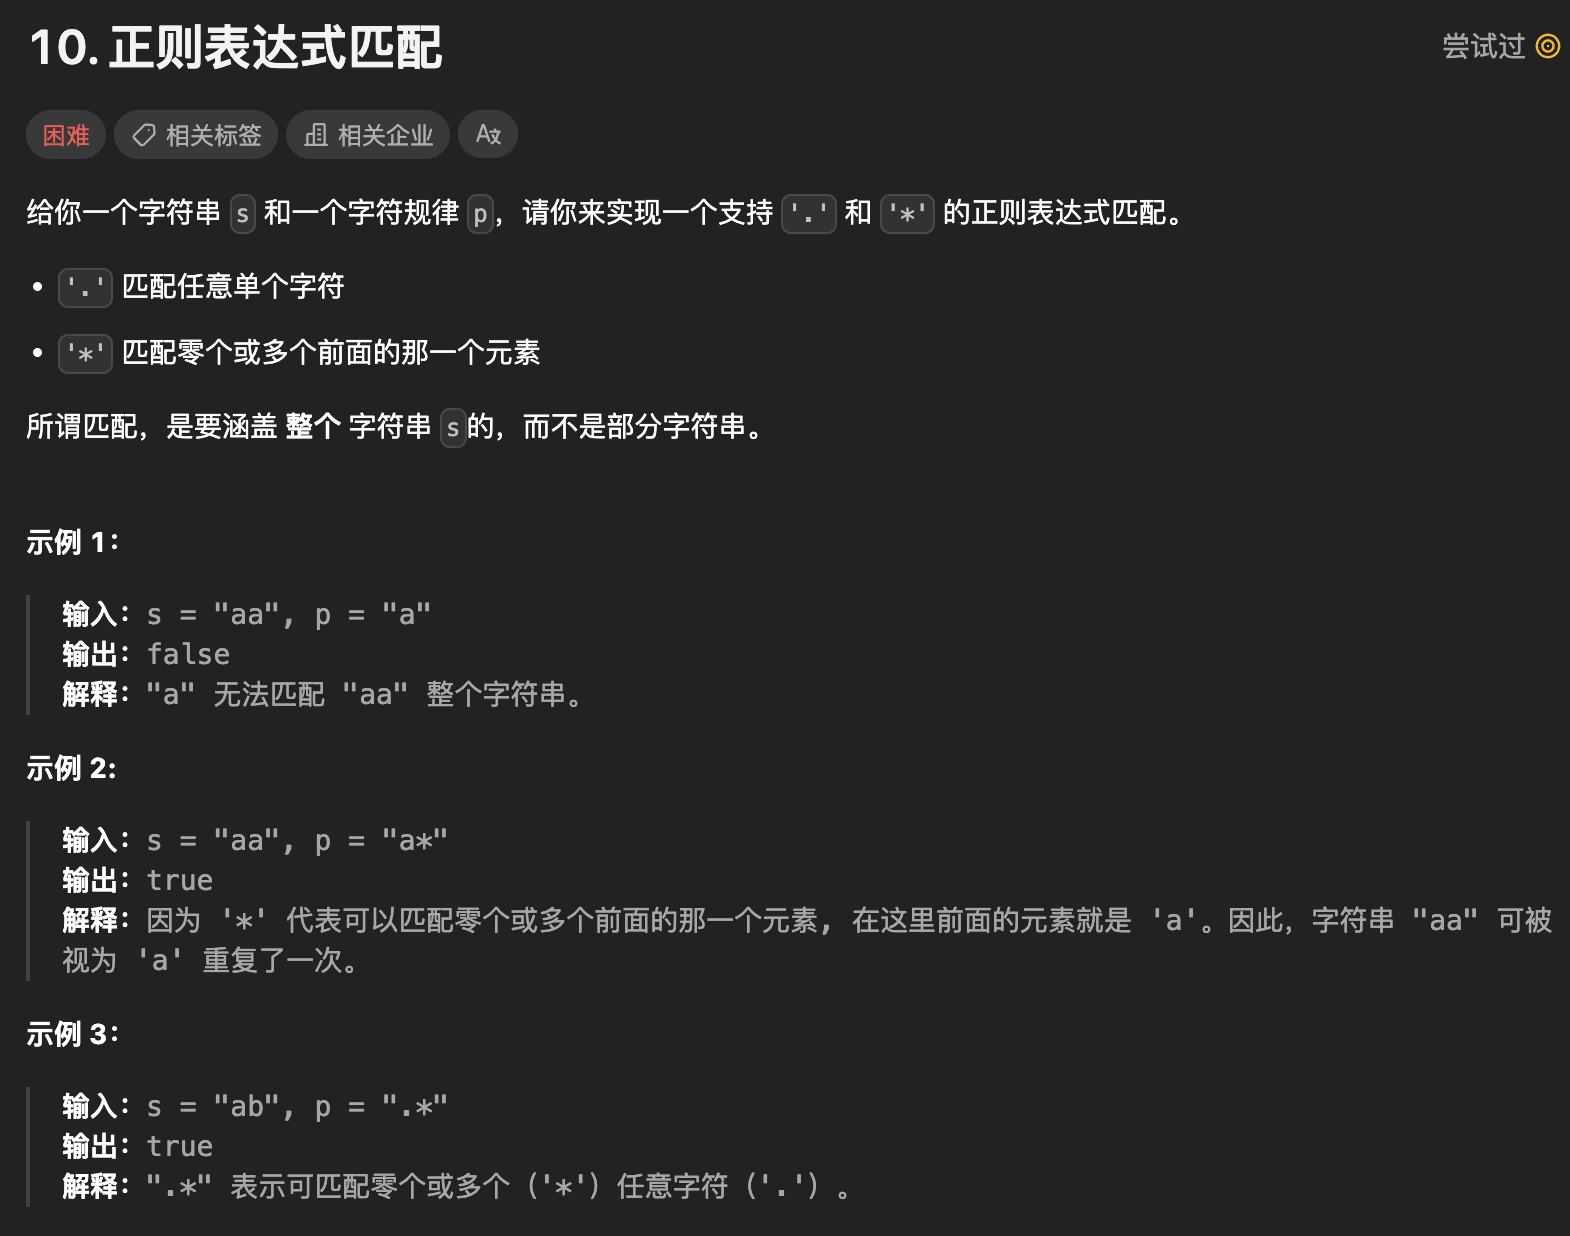 10. 正则表达式匹配
尝试过
困难
相关标签
相关企业
给你一个字符串 s 和一个字符规律 p，请你来实现一个支持 '.' 和 '*' 的正则表达式匹配。
• '.' 匹配任意单个字符
• '*' 匹配零个或多个前面的那一个元素
所谓匹配，是要涵盖 整个 字符串 s的，而不是部分字符串。
示例 1：
输入：s = "aa", p = "a"
输出：false
解释："a" 无法匹配 "aa" 整个字符串。
示例 2:
输入：s = "aa", p = "a*"
输出：true
解释：因为 '*' 代表可以匹配零个或多个前面的那一个元素, 在这里前面的元素就是 'a'。因此，字符串 "aa" 可被
视为 'a' 重复了一次。
示例 3：
输入：s = "ab", p = ".*"
输出：true
解释：".*" 表示可匹配零个或多个（'*'）任意字符（'.'）。